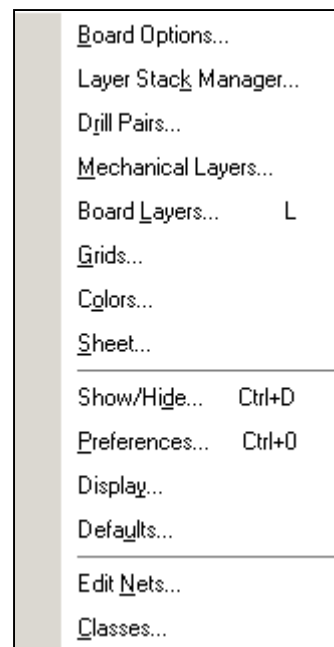 Board Options...
Layer Stack Manager...
Drill Pairs...
Mechanical Layers...
Board Layers... L
Grids...
Colors...
Sheet...
Show/Hide... Ctrl+D
Preferences... Ctrl+0
Display...
Defaults...
Edit Nets...
Classes...